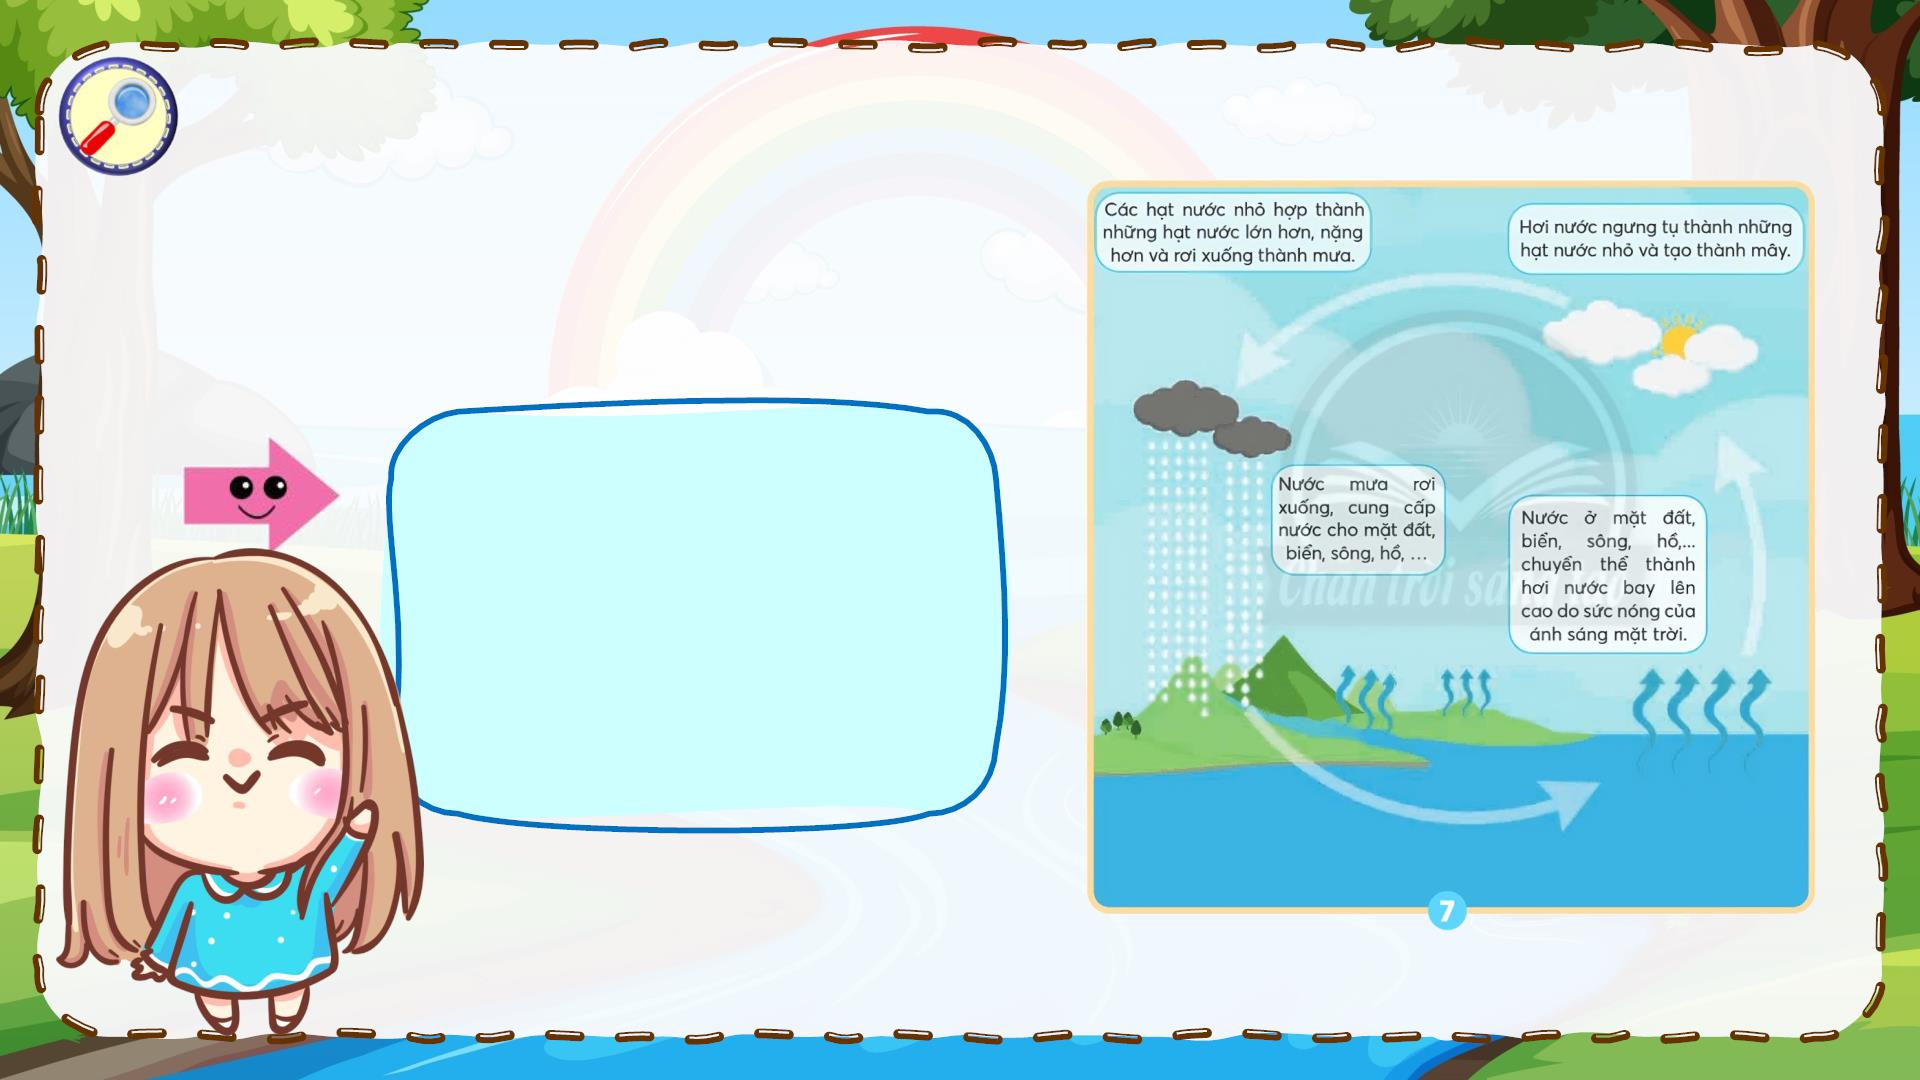 Các hạt nước nhỏ hợp thành
những hạt nước lớn hơn, nặng
hơn và rơi xuống thành mưa.
Hơi nước ngưng tụ thành những
hạt nước nhỏ và tạo thành mây.
Nước mưa rơi
xuống, cung cấp
nước cho mặt đất,
biển, sông, hồ, ...
Nước ở mặt đất,
biển, sông, hồ,...
chuyển thể thành
hơi nước bay lên
cao do sức nóng của
ánh sáng mặt trời.
Chân trời sáng
7